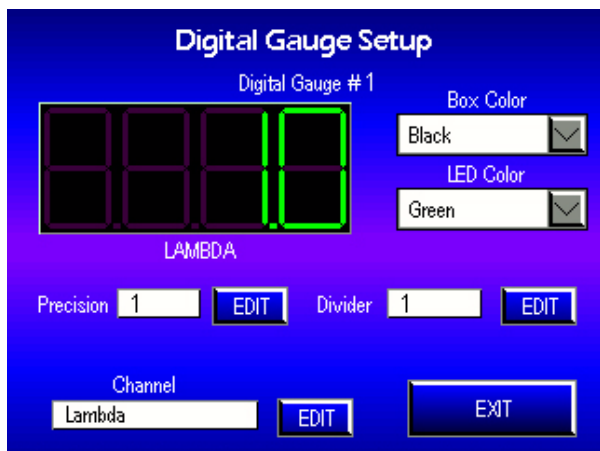 Digital Gauge Setup
Digital Gauge #1
1.0
LAMBDA
Box Color
Black
LED Color
Green
Precision 1 EDIT Divider 1 EDIT
Channel
Lambda EDIT EXIT